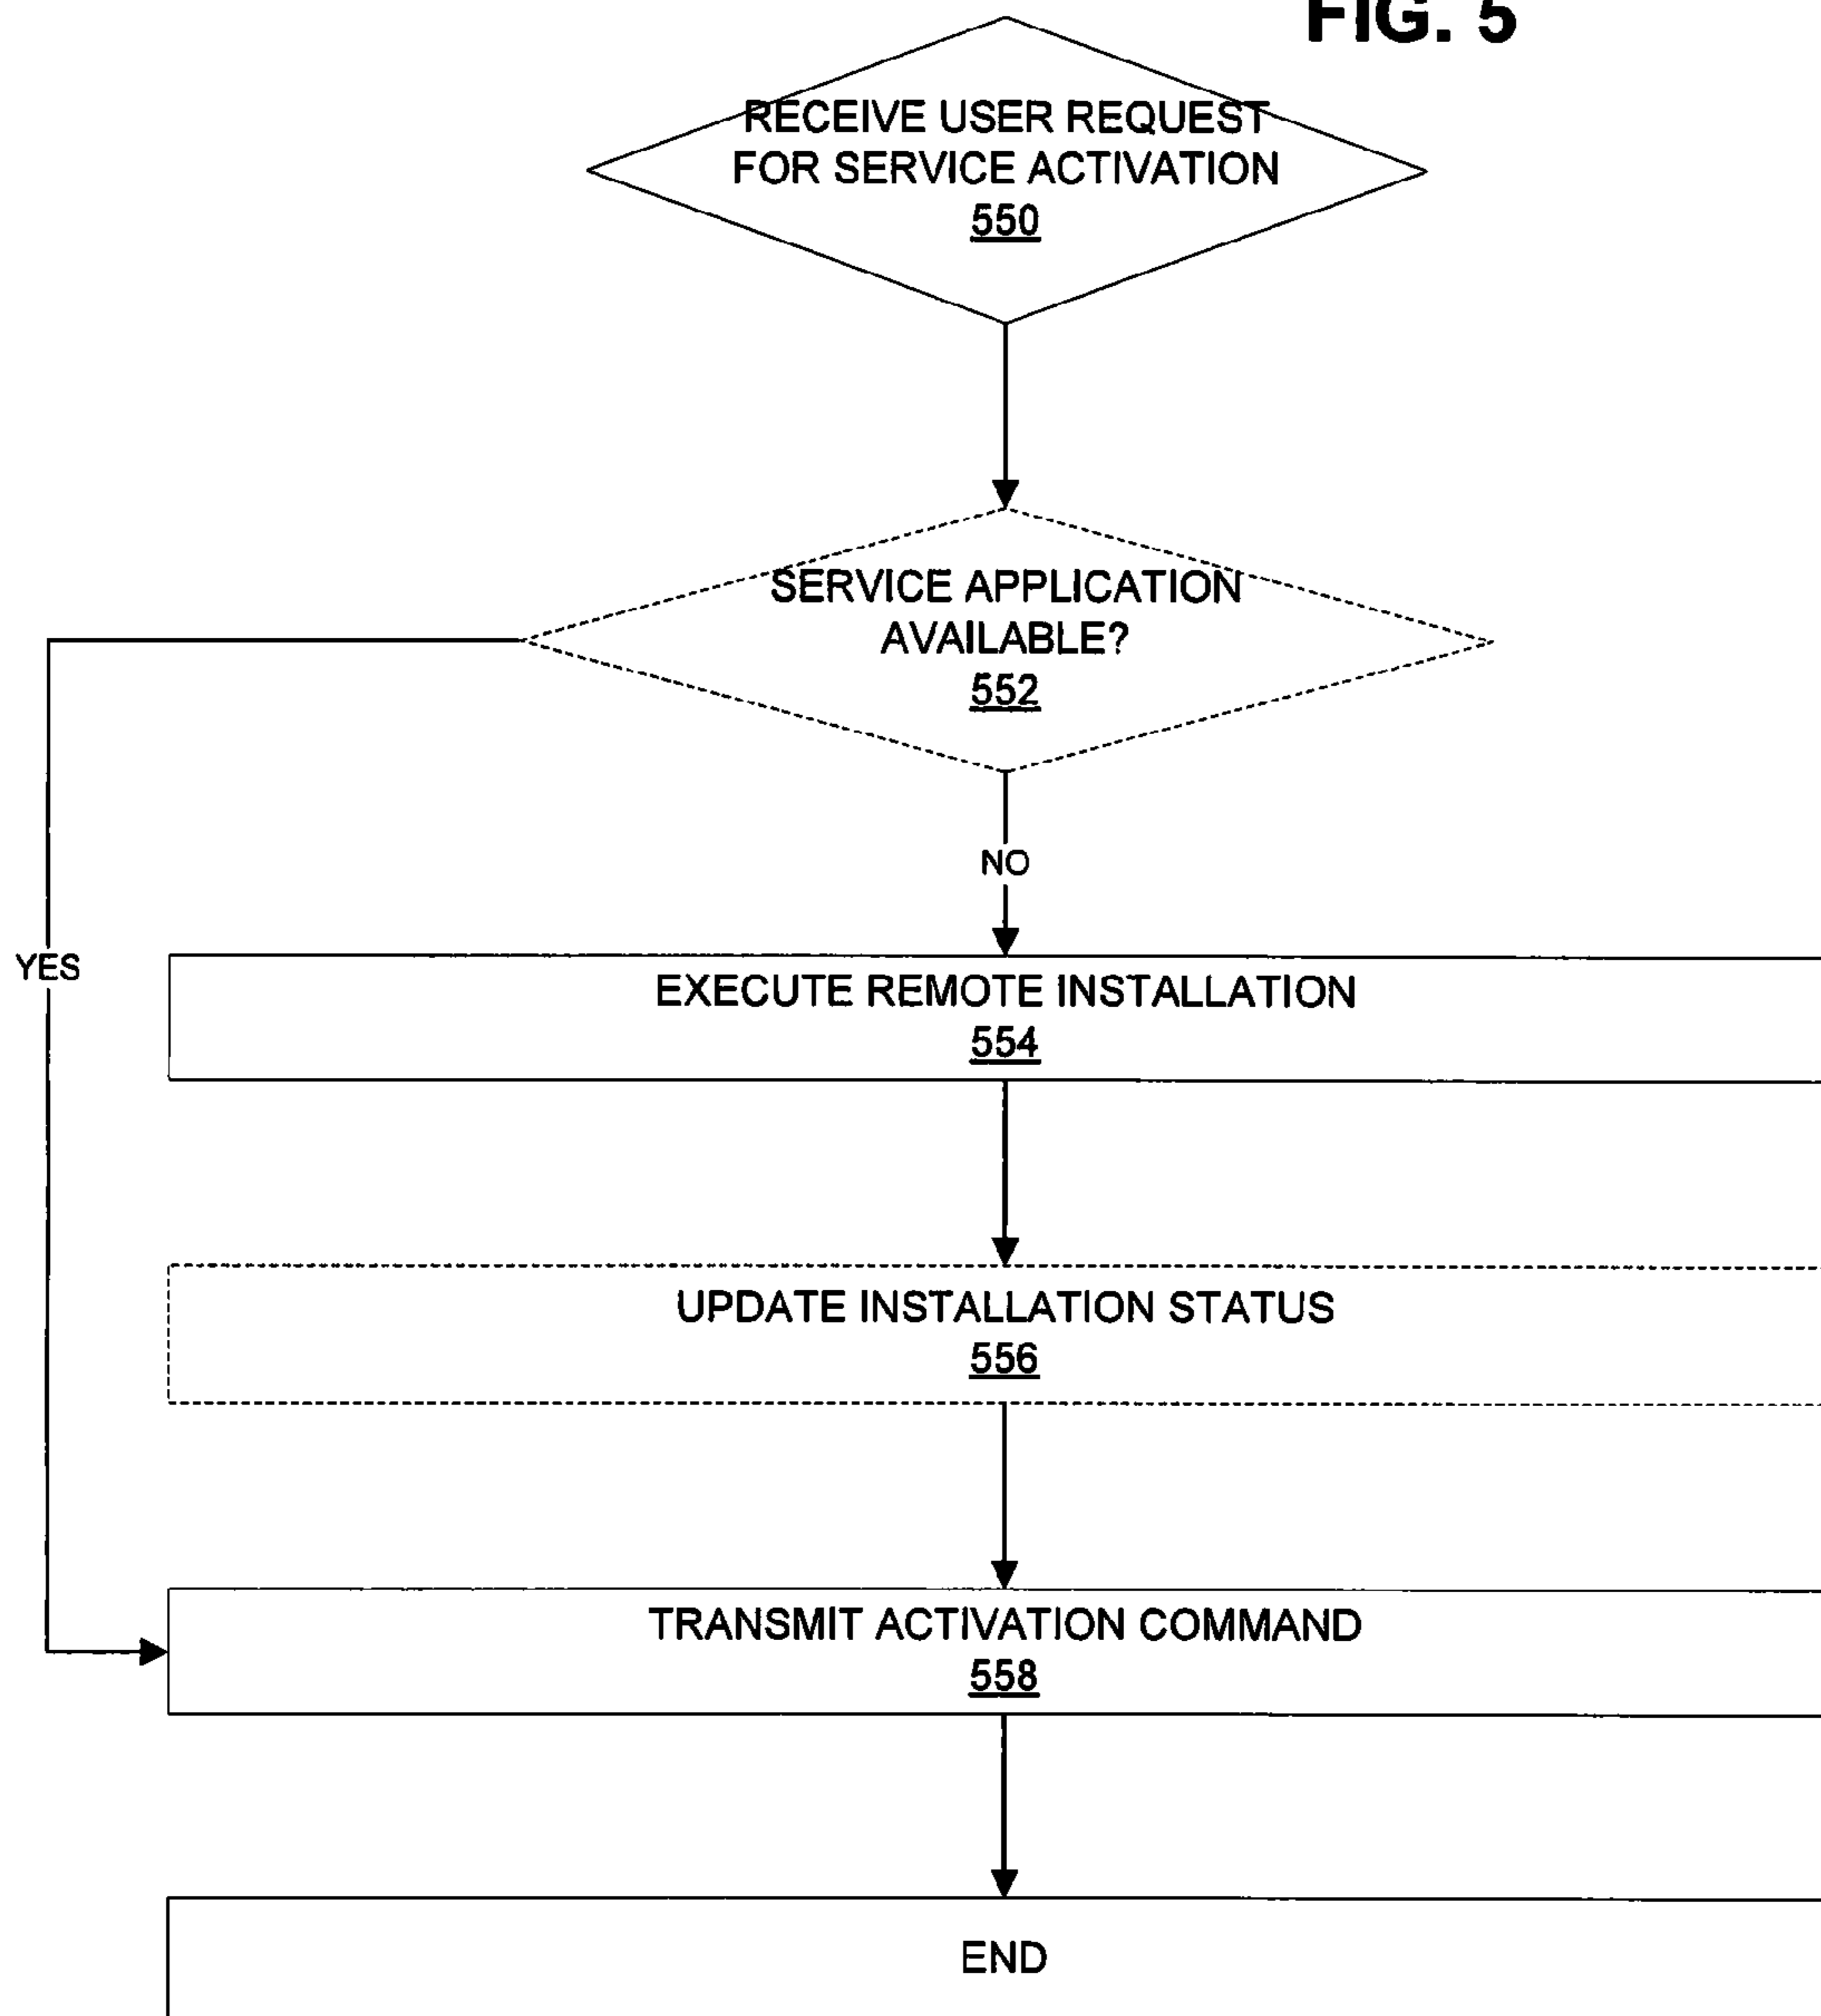 FIG. 5
RECEIVE USER REQUEST
FOR SERVICE ACTIVATION
550
SERVICE APPLICATION
AVAILABLE?
552
NO
YES
EXECUTE REMOTE INSTALLATION
554
UPDATE INSTALLATION STATUS
556
TRANSMIT ACTIVATION COMMAND
558
END